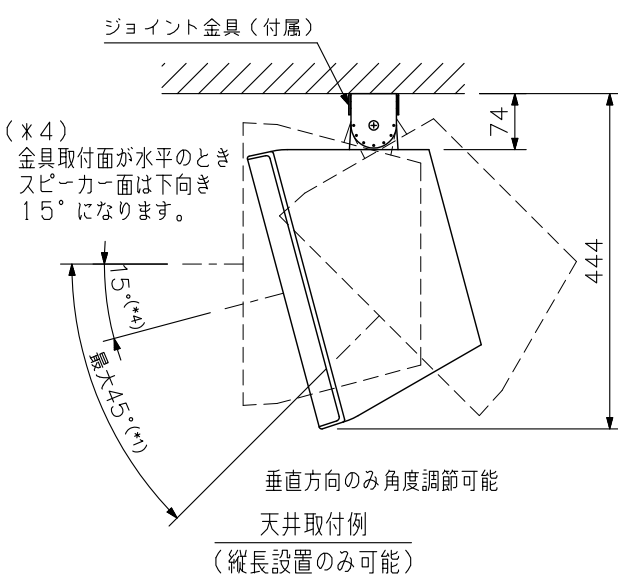 ジョイント金具（付属）
74
444
（*4）
金具取付面が水平のとき
スピーカー面は下向き
15°になります。
15°(*4)
最大45°(*1)
垂直方向のみ角度調節可能
天井取付例
（縦長設置のみ可能）